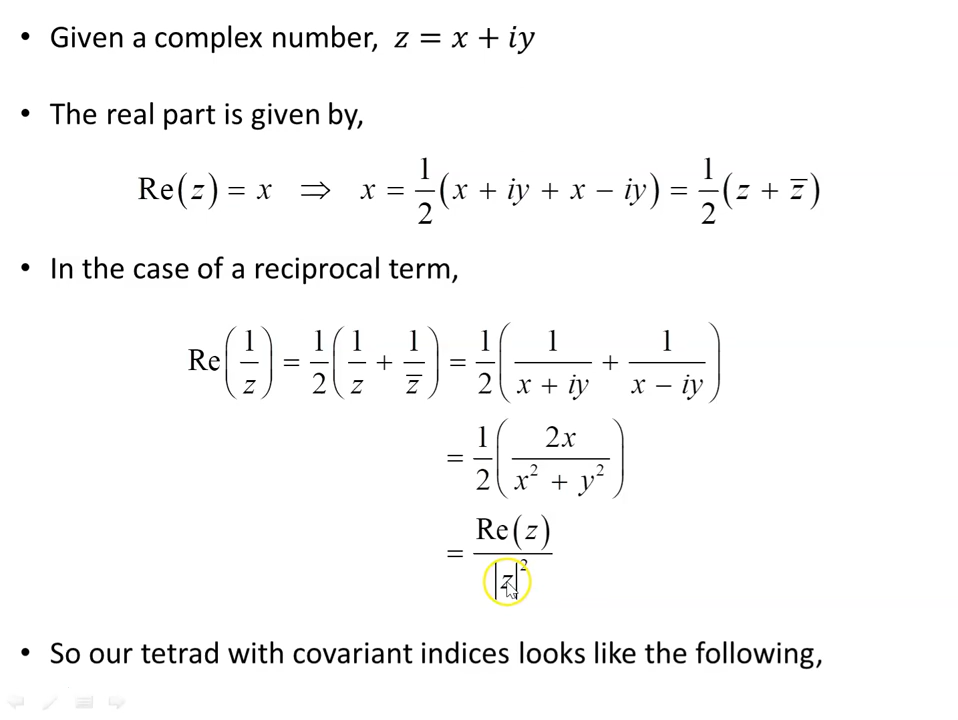 • Given a complex number, z = x + iy
• The real part is given by,
Re(z) = x ⇒ x = 1/2 (x + iy + x − iy) = 1/2 (z + z̅)
• In the case of a reciprocal term,
Re(1/z) = 1/2 (1/z + 1/z̅) = 1/2 (1/(x + iy) + 1/(x − iy))
= 1/2 (2x/(x² + y²))
= Re(z)/|z|²
• So our tetrad with covariant indices looks like the following,